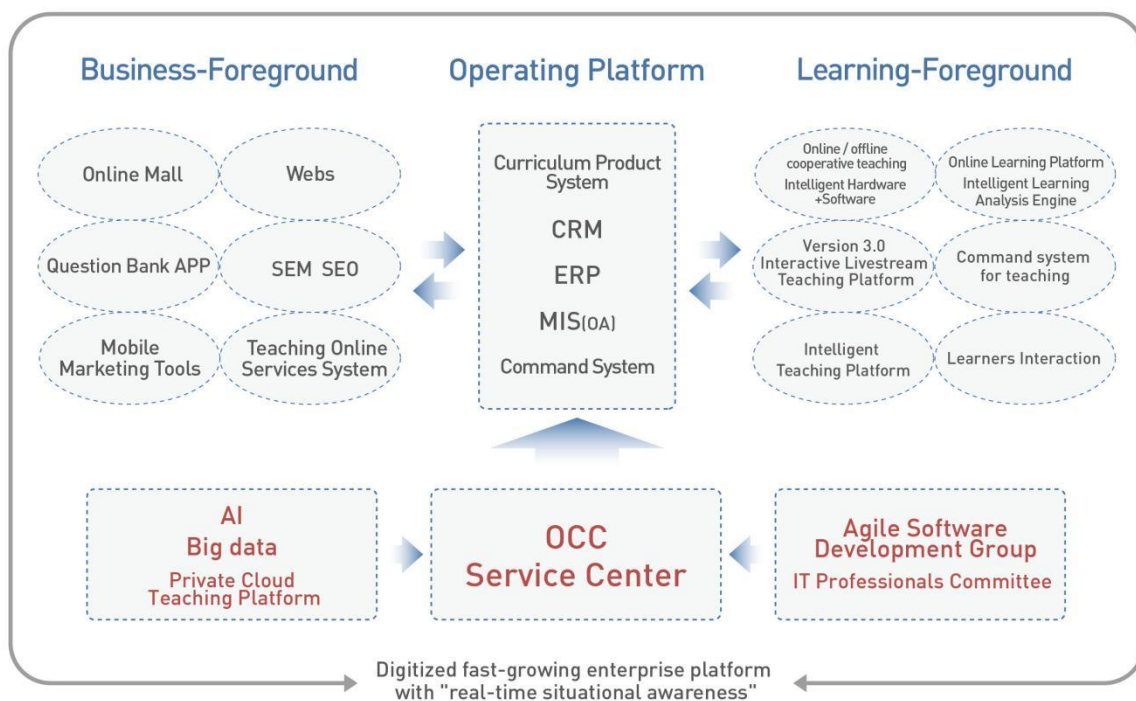 Business-Foreground
Online Mall
Webs
Question Bank APP
SEM SEO
Mobile
Marketing Tools
Teaching Online
Services System
Operating Platform
Curriculum Product
System
CRM
ERP
MIS(OA)
Command System
Learning-Foreground
Online / offline
cooperative teaching
Intelligent Hardware
+Software
Online Learning Platform
Intelligent Learning
Analysis Engine
Version 3.0
Interactive Livestream
Teaching Platform
Command system
for teaching
Intelligent
Teaching Platform
Learners Interaction
AI
Big data
Private Cloud
Teaching Platform
OCC
Service Center
Agile Software
Development Group
IT Professionals Committee
Digitized fast-growing enterprise platform
with "real-time situational awareness"